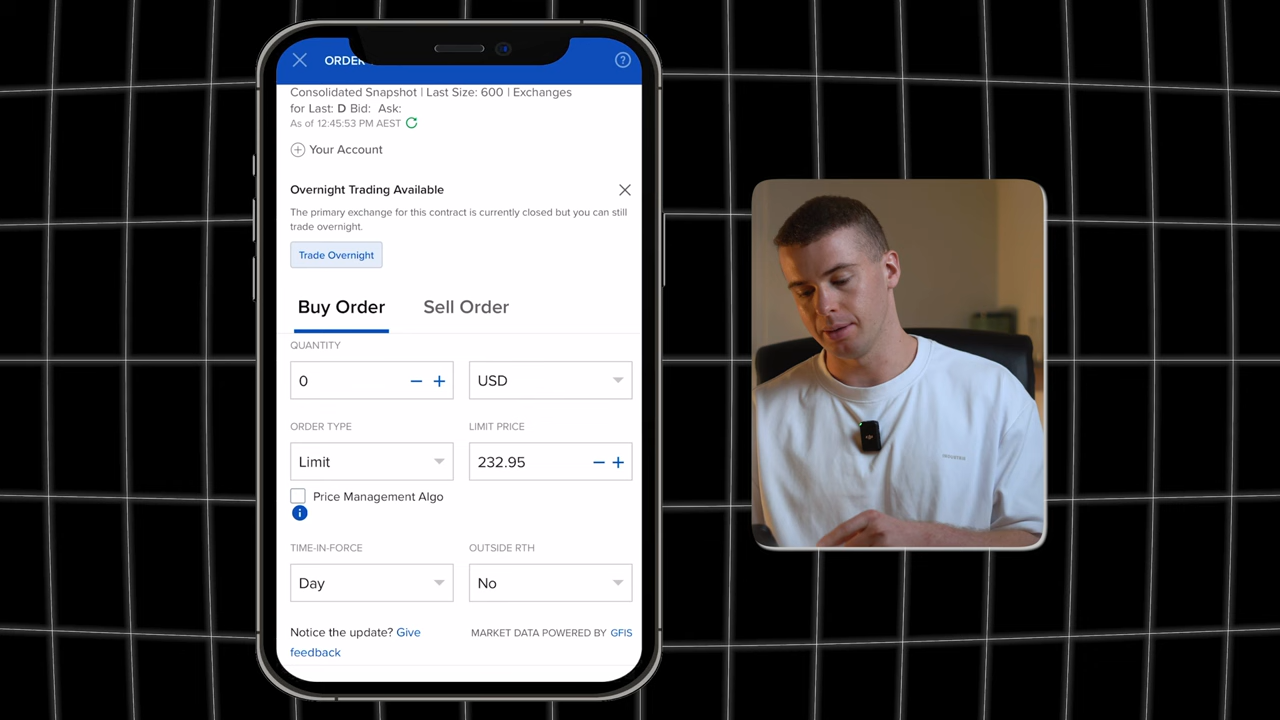 ORDER
Consolidated Snapshot | Last Size: 600 | Exchanges
for Last: D Bid: Ask:
As of 12:45:53 PM AEST
Your Account
Overnight Trading Available
The primary exchange for this contract is currently closed but you can still
trade overnight.
Trade Overnight
Buy Order Sell Order
QUANTITY
0 USD
ORDER TYPE LIMIT PRICE
Limit 232.95
Price Management Algo
TIME-IN-FORCE OUTSIDE RTH
Day No
Notice the update? Give
feedback
MARKET DATA POWERED BY GFIS
dji